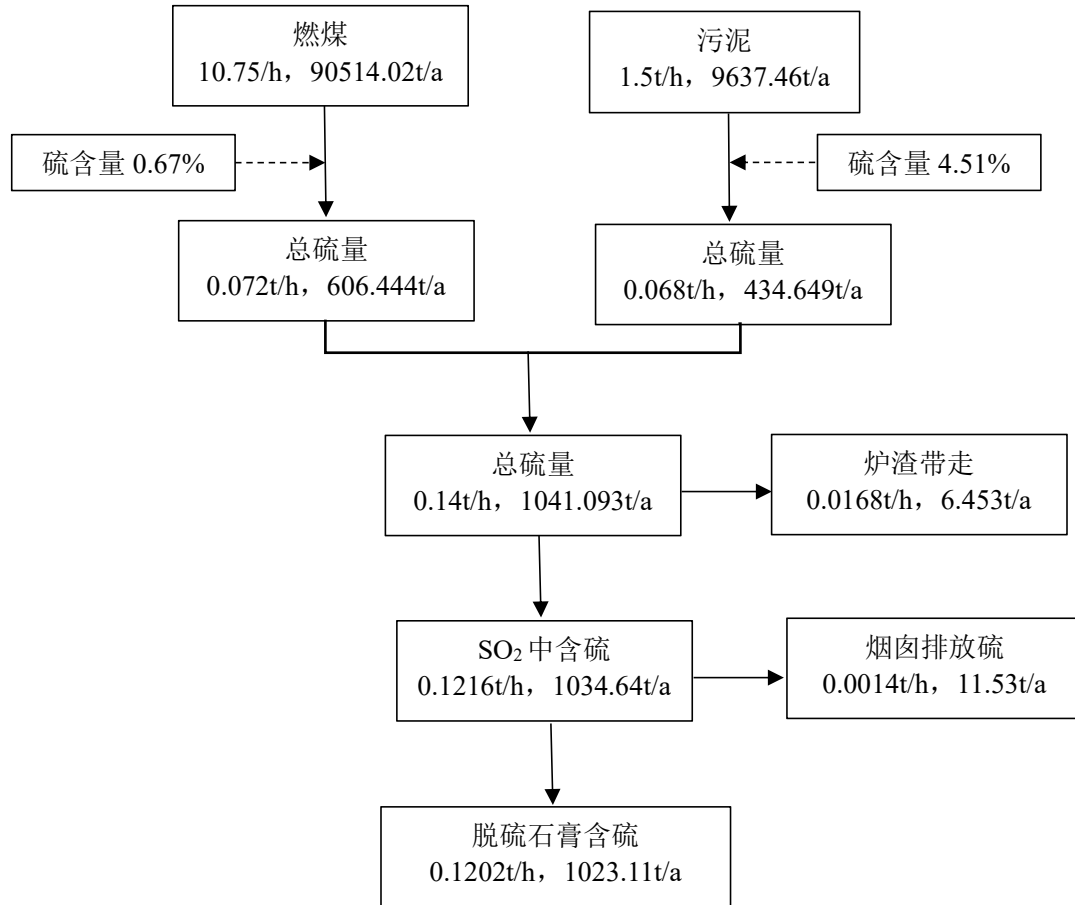 燃煤
10.75/h，90514.02t/a
污泥
1.5t/h，9637.46t/a
硫含量 0.67%
硫含量 4.51%
总硫量
0.072t/h，606.444t/a
总硫量
0.068t/h，434.649t/a
总硫量
0.14t/h，1041.093t/a
炉渣带走
0.0168t/h，6.453t/a
SO₂中含硫
0.1216t/h，1034.64t/a
烟囱排放硫
0.0014t/h，11.53t/a
脱硫石膏含硫
0.1202t/h，1023.11t/a